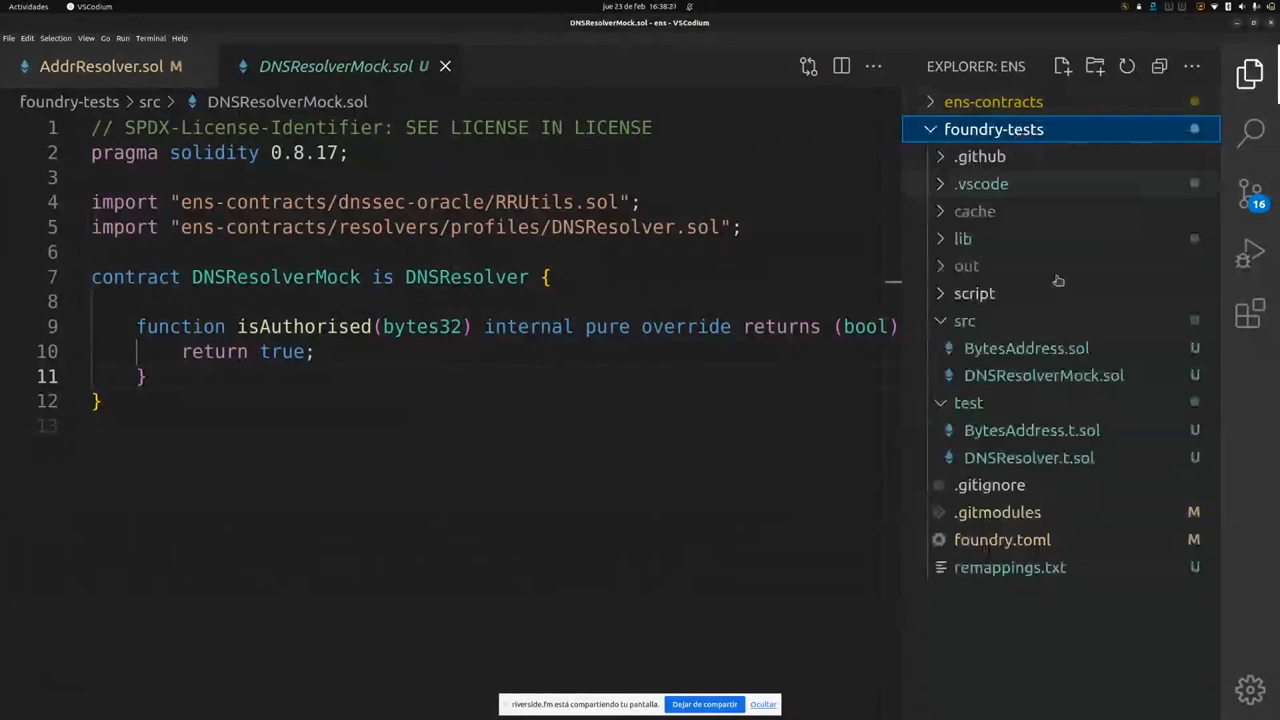 Actividades
VSCodium
jue 23 de feb 16:38:21
DNSResolverMock.sol - ens - VSCodium
File Edit Selection View Go Run Terminal Help
AddrResolver.sol M
DNSResolverMock.sol U
EXPLORER: ENS
foundry-tests > src > DNSResolverMock.sol
1 // SPDX-License-Identifier: SEE LICENSE IN LICENSE
2 pragma solidity 0.8.17;
3
4 import "ens-contracts/dnssec-oracle/RRUtils.sol";
5 import "ens-contracts/resolvers/profiles/DNSResolver.sol";
6
7 contract DNSResolverMock is DNSResolver {
8
9 function isAuthorised(bytes32) internal pure override returns (bool)
10 return true;
11 }
12 }
13
ens-contracts
foundry-tests
.github
.vscode
cache
lib
out
script
src
BytesAddress.sol U
DNSResolverMock.sol U
test
BytesAddress.t.sol U
DNSResolver.t.sol U
.gitignore
.gitmodules M
foundry.toml M
remappings.txt U
16
riverside.fm está compartiendo tu pantalla.
Dejar de compartir
Ocultar